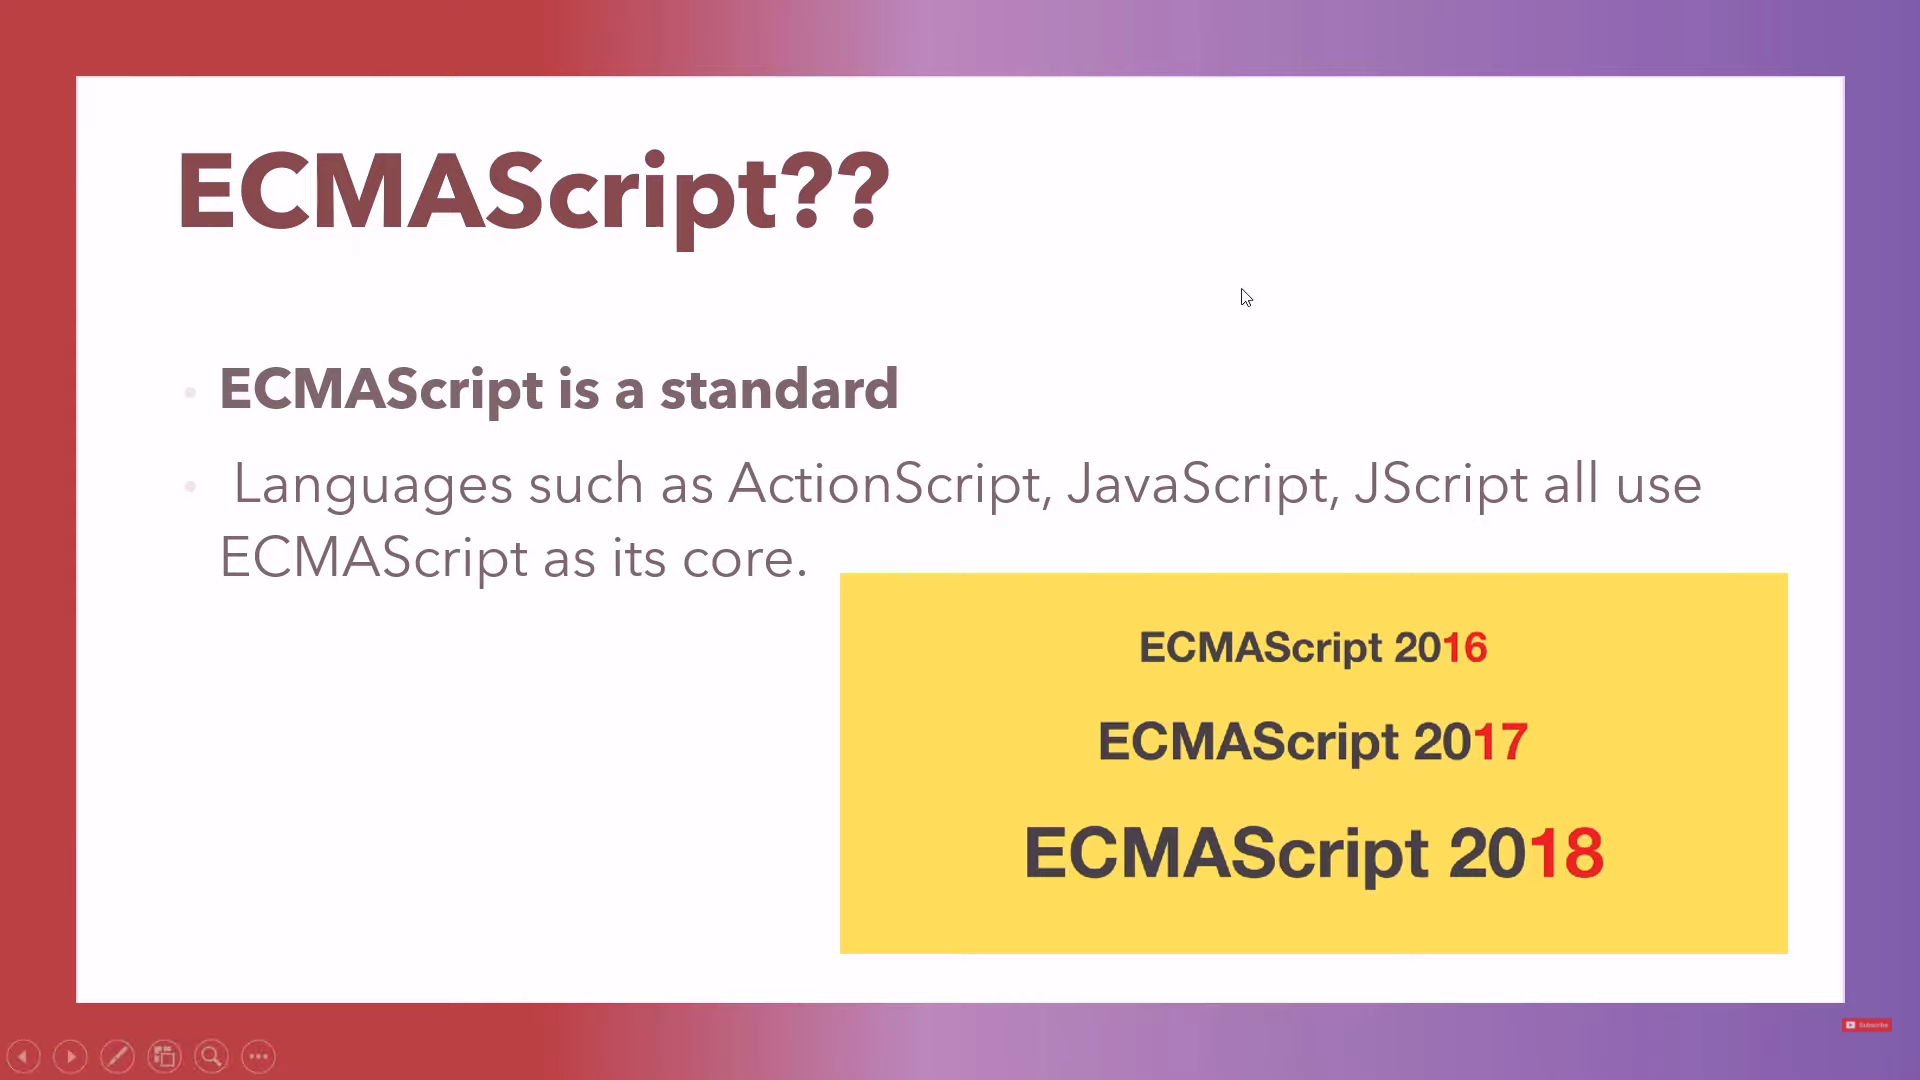 ECMAScript??
• ECMAScript is a standard
• Languages such as ActionScript, JavaScript, JScript all use
ECMAScript as its core.
ECMAScript 2016
ECMAScript 2017
ECMAScript 2018
Subscribe